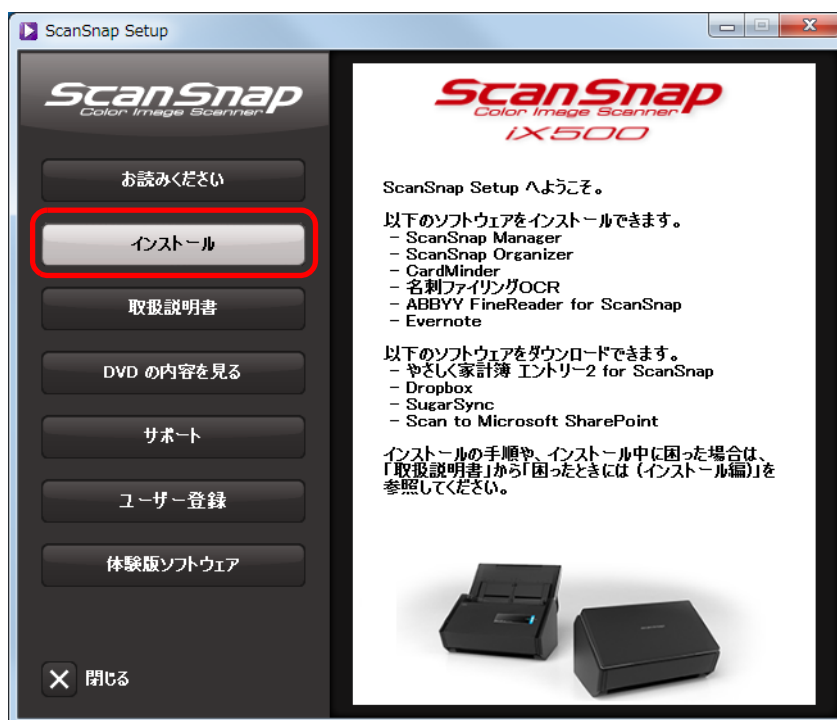 ScanSnap Setup
ScanSnap
Color Image Scanner
お読みください
インストール
取扱説明書
DVD の内容を見る
サポート
ユーザー登録
体験版ソフトウェア
閉じる
ScanSnap
Color Image Scanner
iX500
ScanSnap Setup へようこそ。
以下のソフトウェアをインストールできます。
- ScanSnap Manager
- ScanSnap Organizer
- CardMinder
- 名刺ファイリングOCR
- ABBYY FineReader for ScanSnap
- Evernote
以下のソフトウェアをダウンロードできます。
- やさしく家計簿 エントリー2 for ScanSnap
- Dropbox
- SugarSync
- Scan to Microsoft SharePoint
インストールの手順や、インストール中に困った場合は、
「取扱説明書」から「困ったときには (インストール編)」を
参照してください。